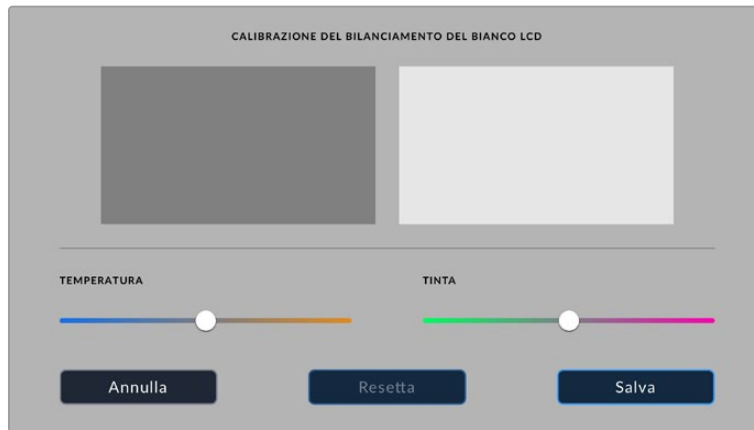 CALIBRAZIONE DEL BILANCIAMENTO DEL BIANCO LCD
TEMPERATURA
TINTA
Annulla
Resetta
Salva